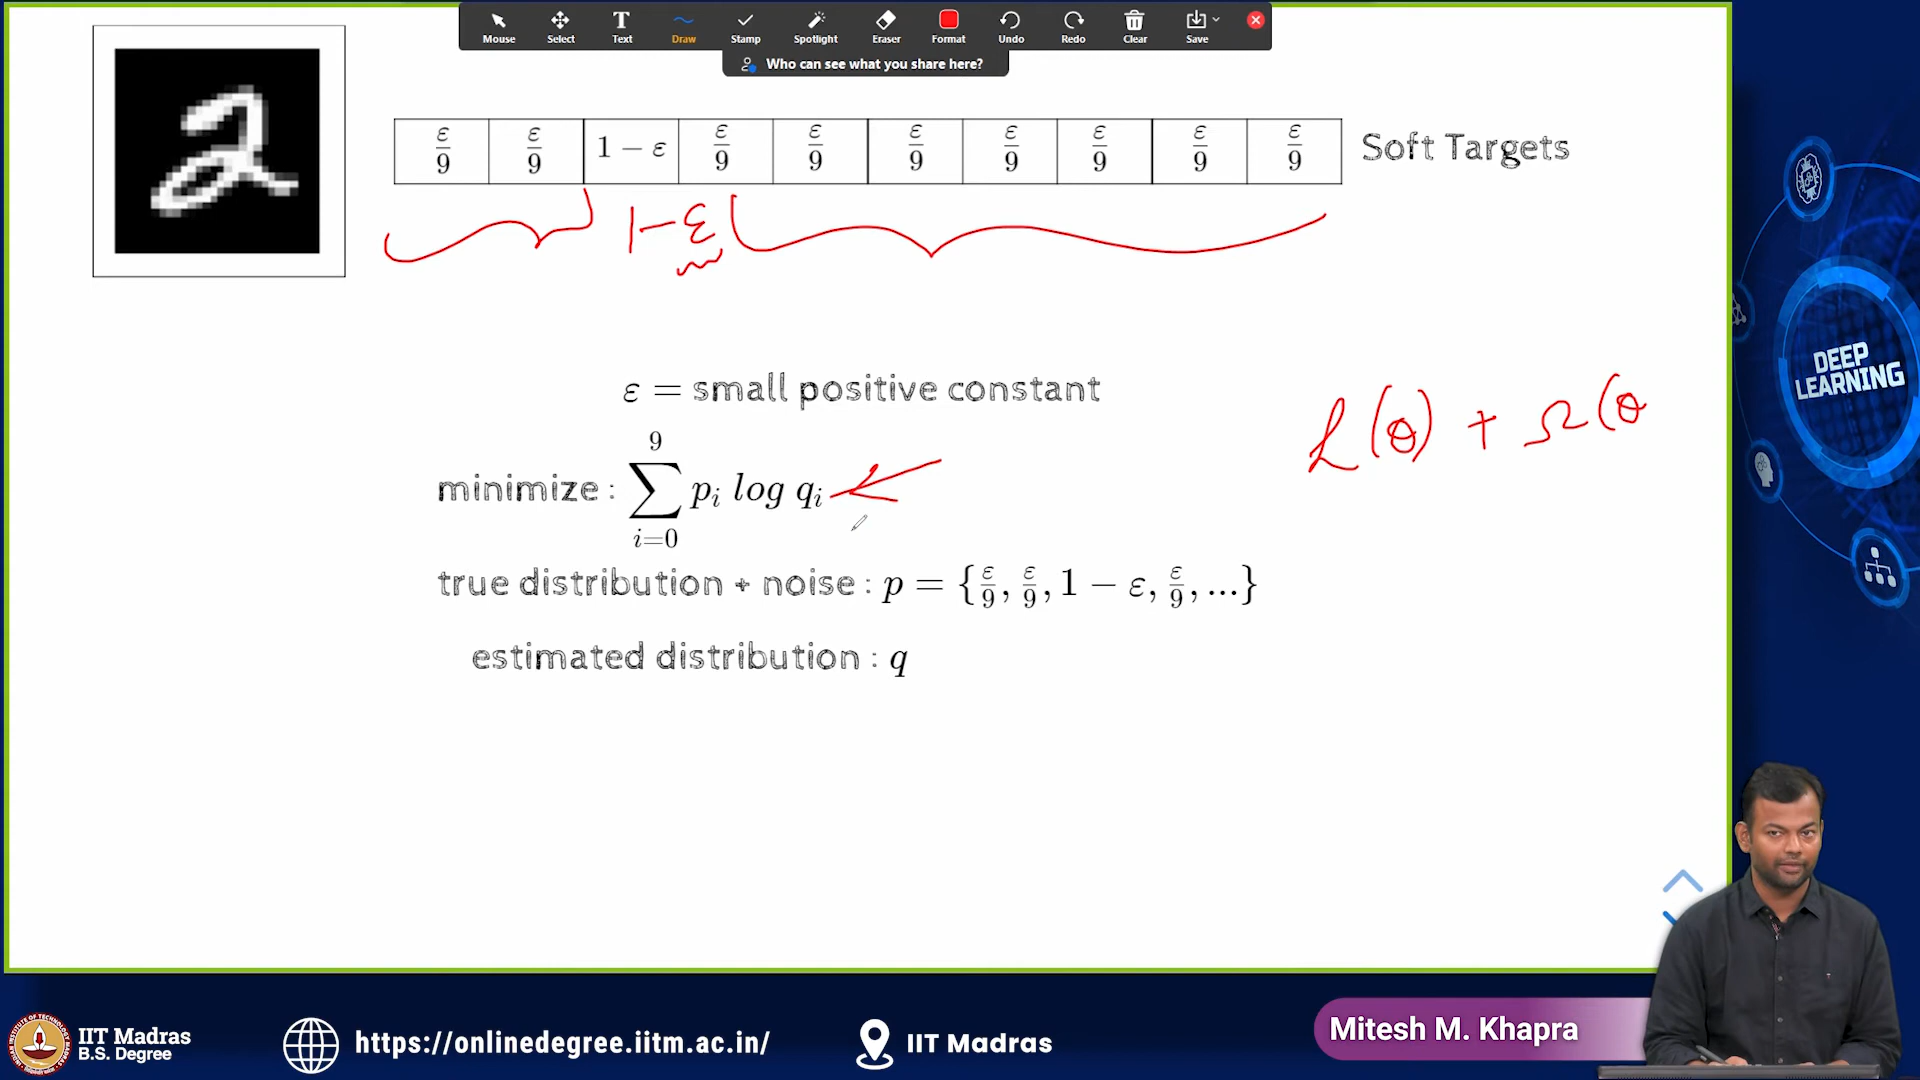 Mouse Select Text Draw Stamp Spotlight Eraser Format Undo Redo Clear Save
Who can see what you share here?
ε/9 ε/9 1 − ε ε/9 ε/9 ε/9 ε/9 ε/9 ε/9 ε/9 Soft Targets
1-ε
ε = small positive constant
L(θ) + Ω(θ
minimize : ∑_{i=0}^{9} p_i log q_i
true distribution + noise : p = {ε/9, ε/9, 1 − ε, ε/9, ...}
estimated distribution : q
DEEP
LEARNING
IIT Madras
B.S. Degree
https://onlinedegree.iitm.ac.in/
IIT Madras
Mitesh M. Khapra